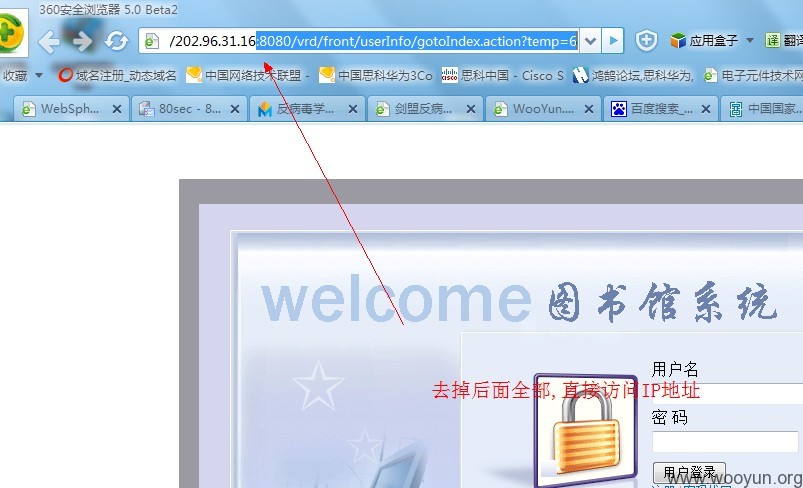 360安全浏览器 5.0 Beta2
/202.96.31.16:8080/vrd/front/userInfo/gotoIndex.action?temp=6
应用盒子
译 翻译
收藏 域名注册_动态域名 中国网络技术联盟 - 中国思科华为3Co 思科中国 - Cisco S 鸿鹄论坛,思科华为, 电子元件技术网
WebSph... 80sec - 8... 反病毒学... 剑盟反病... WooYun.... 百度搜索_... 中国国家
welcome 图书馆系统
用户名
去掉后面全部,直接访问IP地址
密 码
用户登录
www.wooyun.org